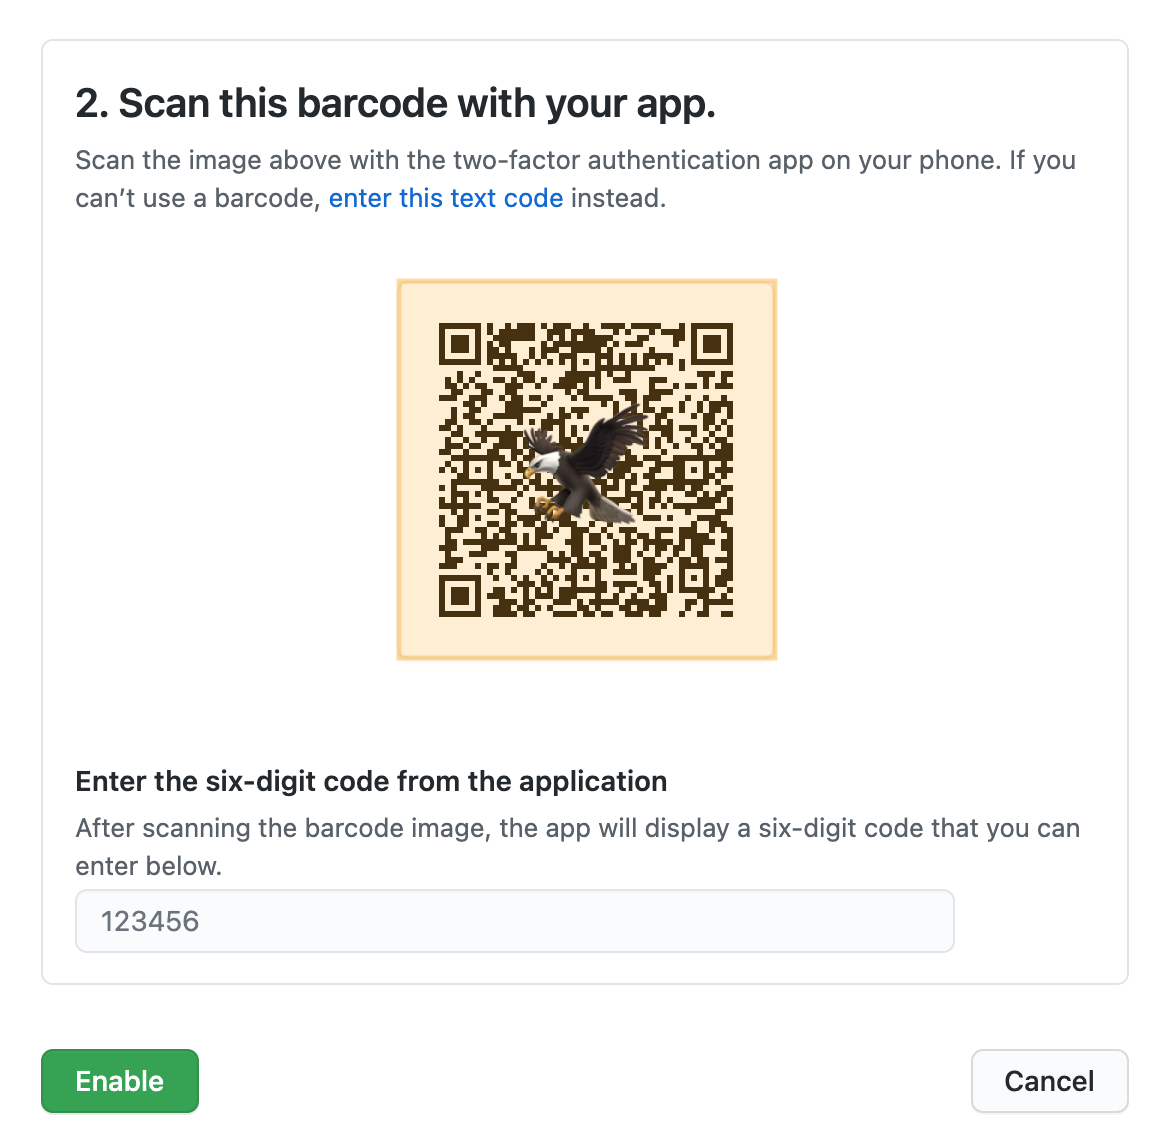 2. Scan this barcode with your app.
Scan the image above with the two-factor authentication app on your phone. If you
can’t use a barcode, enter this text code instead.
Enter the six-digit code from the application
After scanning the barcode image, the app will display a six-digit code that you can
enter below.
123456
Enable
Cancel